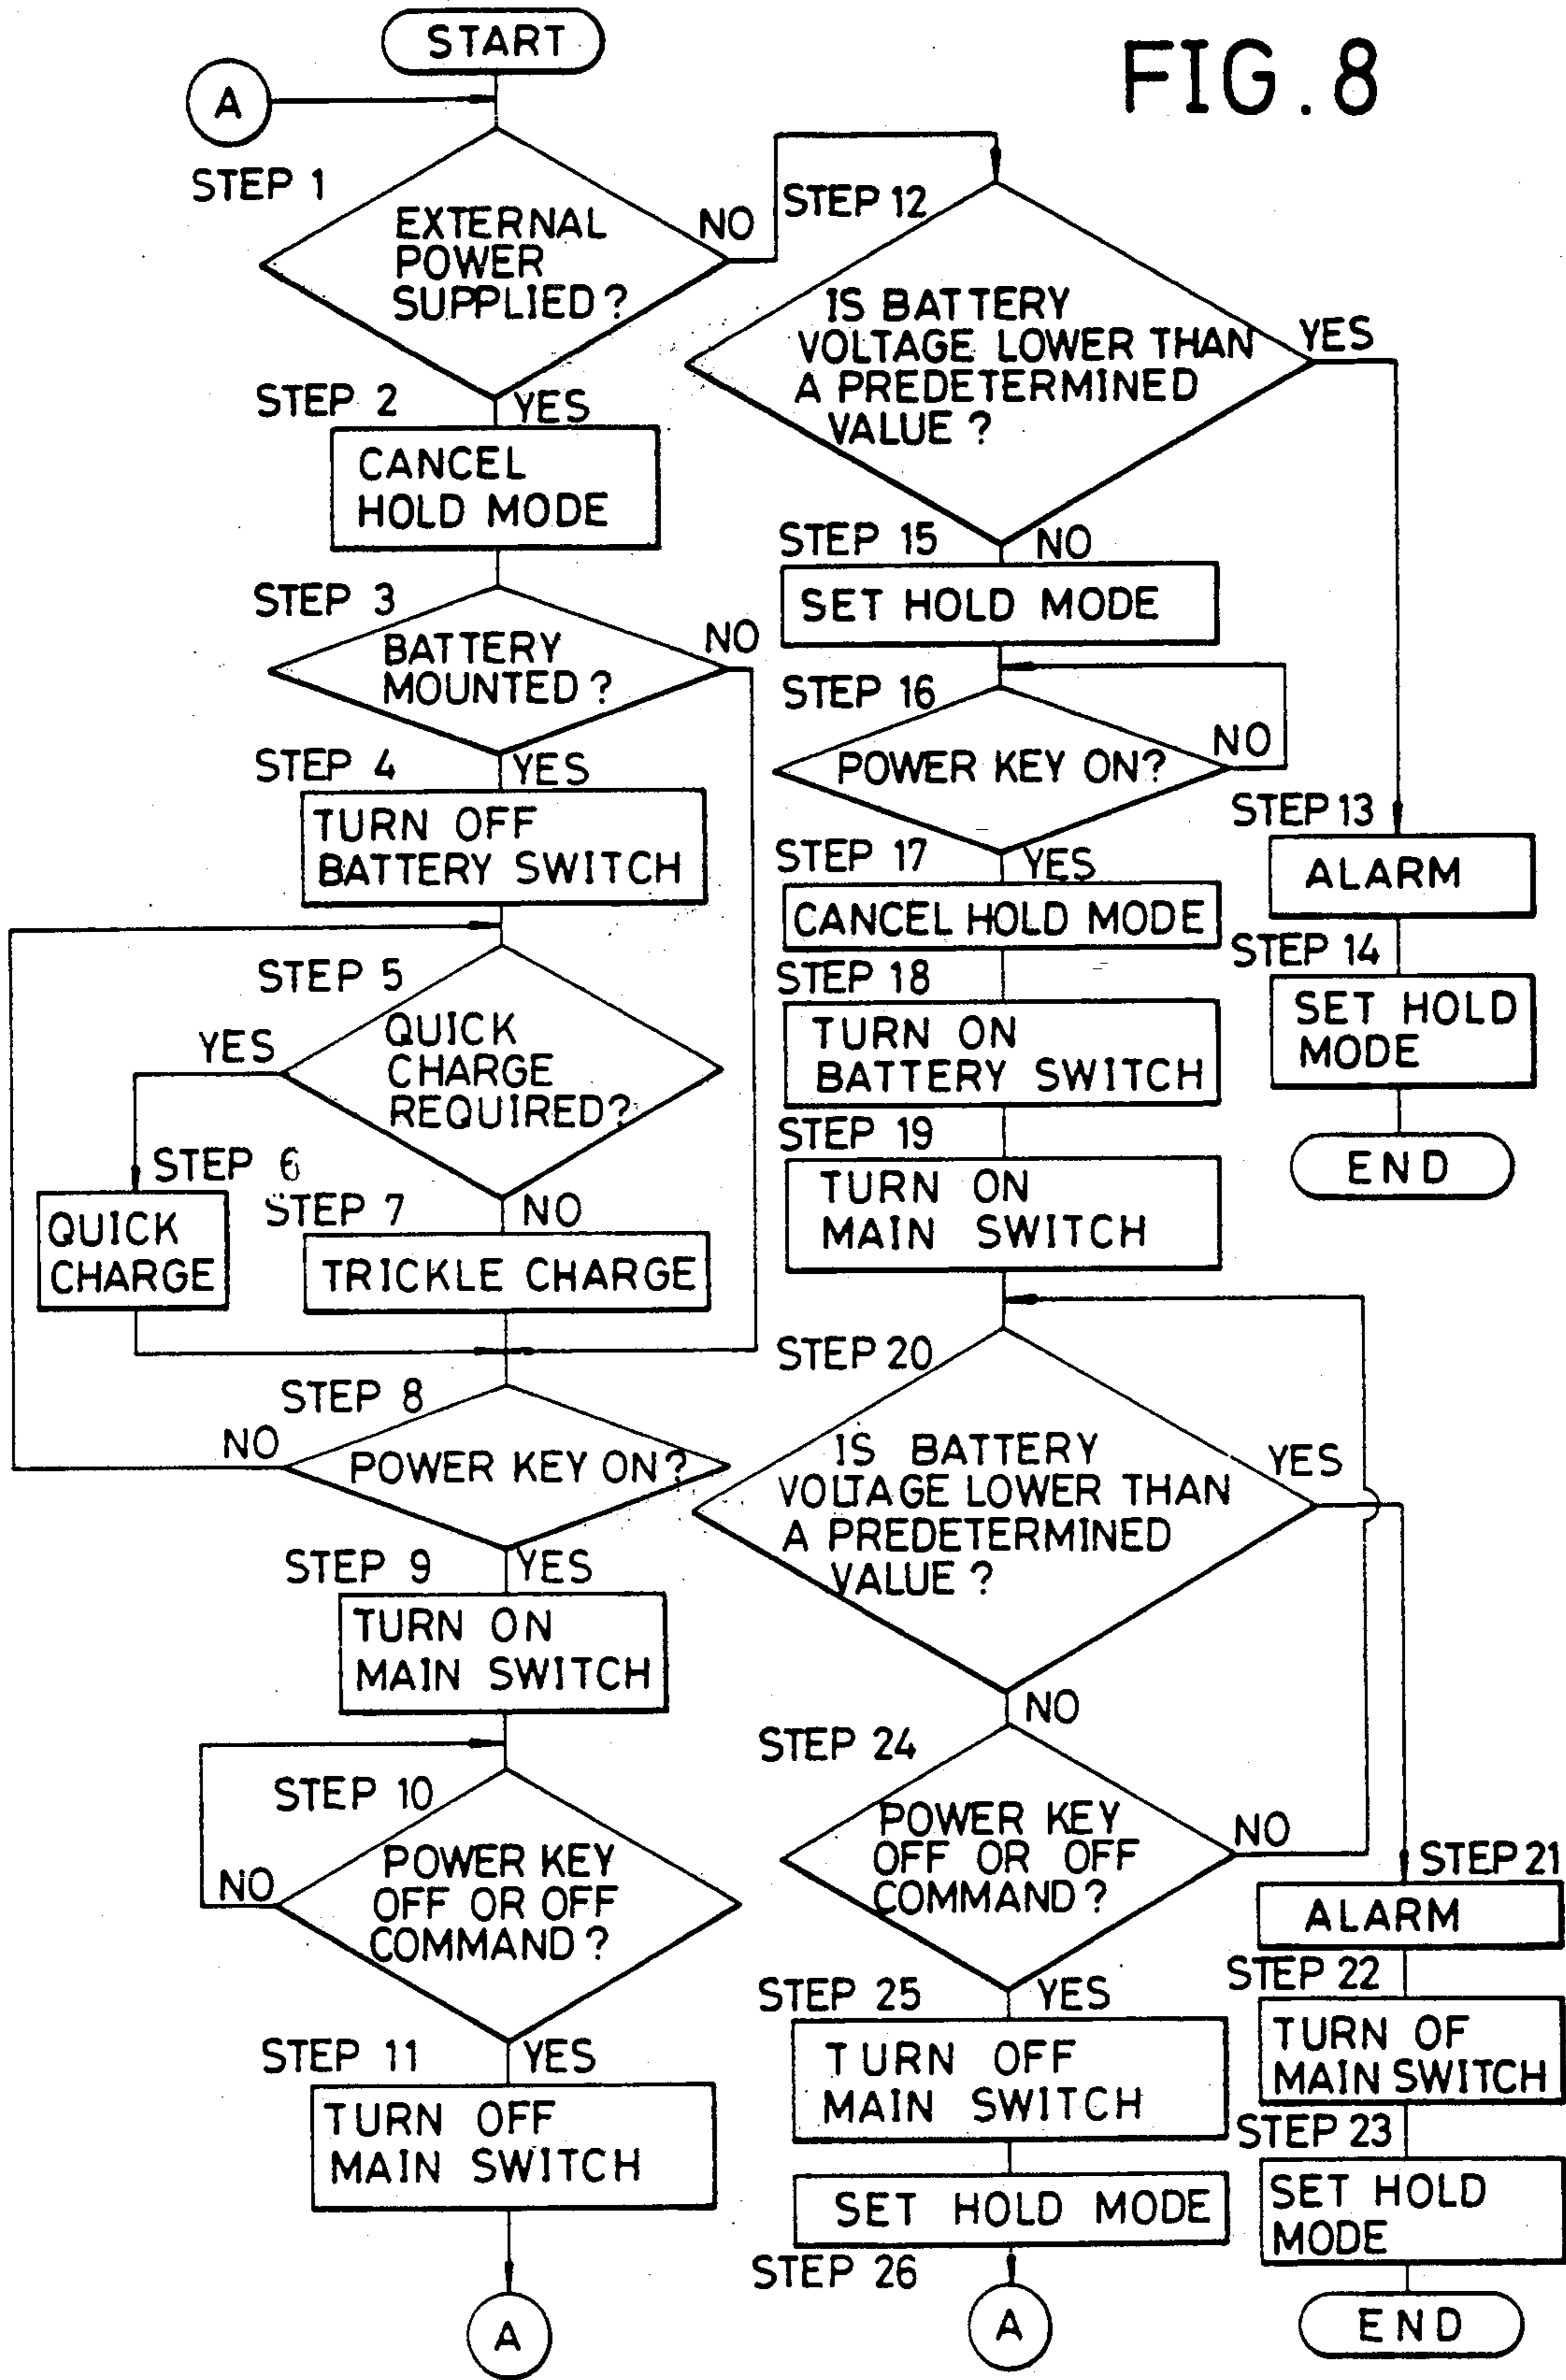 FIG. 8
START
A
STEP 1
EXTERNAL
POWER
SUPPLIED?
NO
YES
STEP 2
CANCEL
HOLD MODE
STEP 3
BATTERY
MOUNTED?
NO
YES
STEP 4
TURN OFF
BATTERY SWITCH
STEP 5
QUICK
CHARGE
REQUIRED?
YES
NO
STEP 6
QUICK
CHARGE
STEP 7
TRICKLE CHARGE
STEP 8
POWER KEY ON?
NO
YES
STEP 9
TURN ON
MAIN SWITCH
STEP 10
POWER KEY
OFF OR OFF
COMMAND?
NO
YES
STEP 11
TURN OFF
MAIN SWITCH
A
STEP 12
IS BATTERY
VOLTAGE LOWER THAN
A PREDETERMINED
VALUE?
YES
NO
STEP 15
SET HOLD MODE
STEP 16
POWER KEY ON?
NO
YES
STEP 17
CANCEL HOLD MODE
STEP 18
TURN ON
BATTERY SWITCH
STEP 19
TURN ON
MAIN SWITCH
STEP 20
IS BATTERY
VOLTAGE LOWER THAN
A PREDETERMINED
VALUE?
YES
NO
STEP 24
POWER KEY
OFF OR OFF
COMMAND?
NO
YES
STEP 25
TURN OFF
MAIN SWITCH
SET HOLD MODE
STEP 26
A
STEP 13
ALARM
STEP 14
SET HOLD
MODE
END
STEP 21
ALARM
STEP 22
TURN OF
MAIN SWITCH
STEP 23
SET HOLD
MODE
END